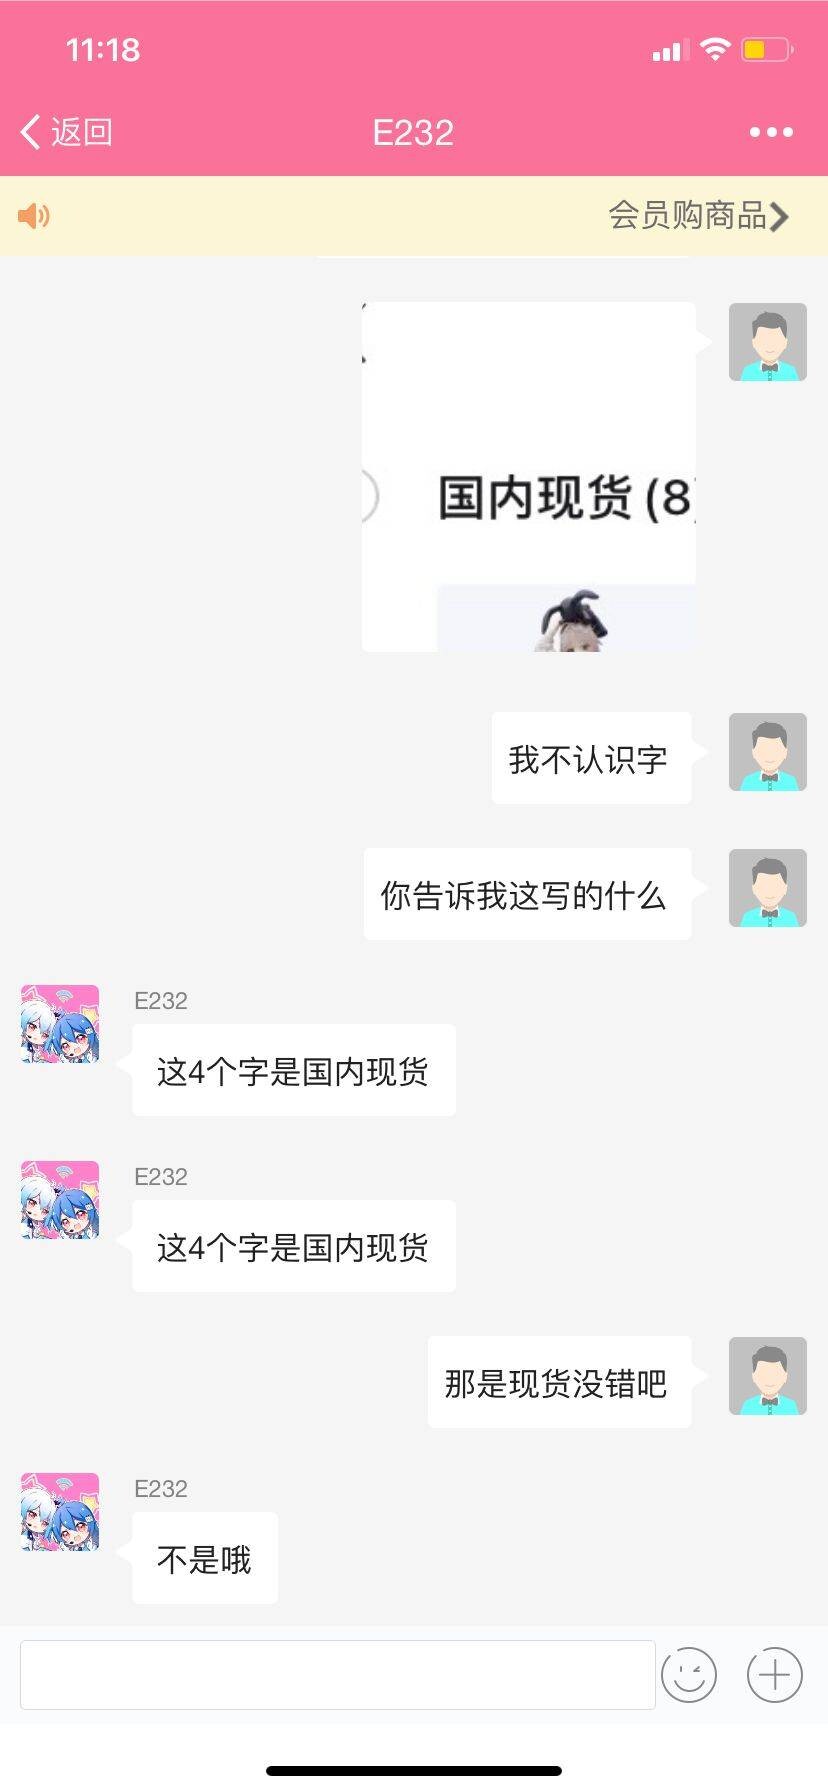 11:18
返回
E232
会员购商品
国内现货 (8)
我不认识字
你告诉我这写的什么
E232
这4个字是国内现货
E232
这4个字是国内现货
那是现货没错吧
E232
不是哦